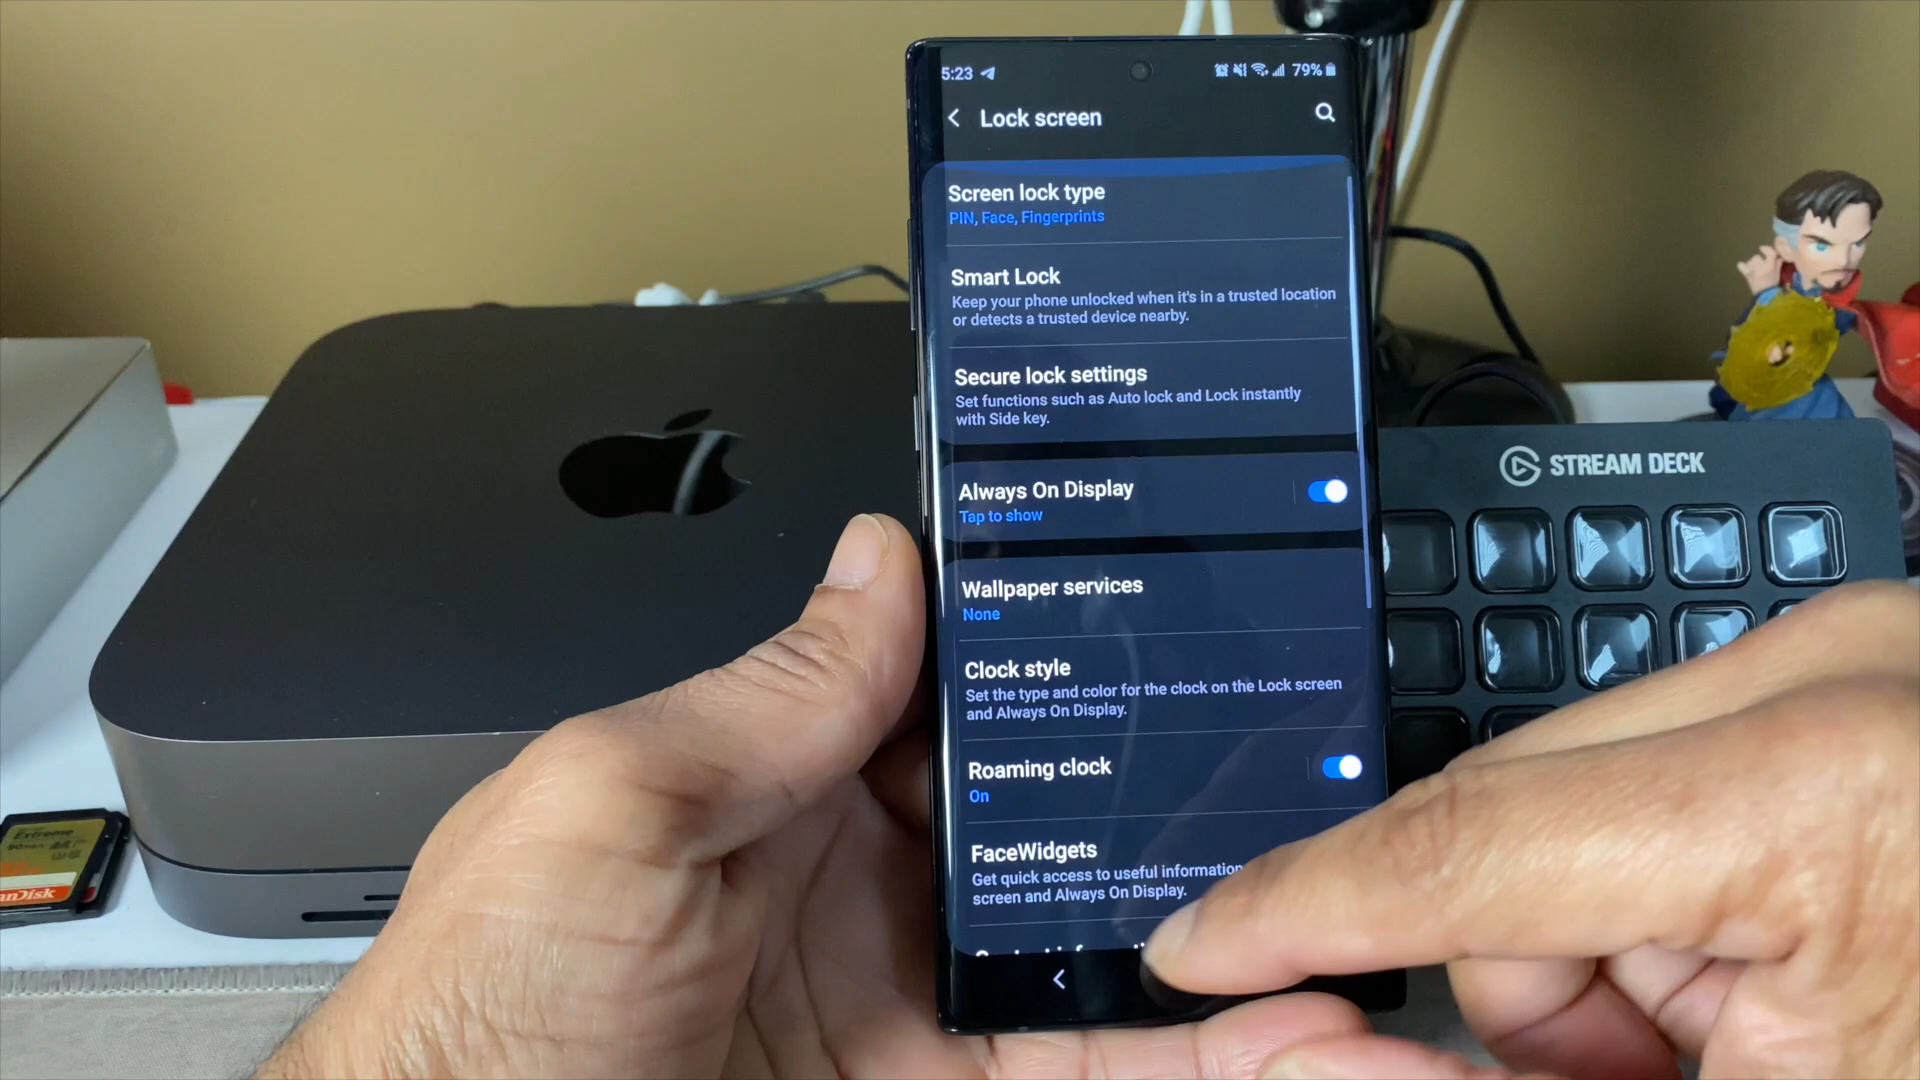 5:23
79%
Lock screen
Screen lock type
PIN, Face, Fingerprints
Smart Lock
Keep your phone unlocked when it's in a trusted location
or detects a trusted device nearby.
Secure lock settings
Set functions such as Auto lock and Lock instantly
with Side key.
Always On Display
Tap to show
Wallpaper services
None
Clock style
Set the type and color for the clock on the Lock screen
and Always On Display.
Roaming clock
On
FaceWidgets
Get quick access to useful information
screen and Always On Display.
STREAM DECK
Extreme